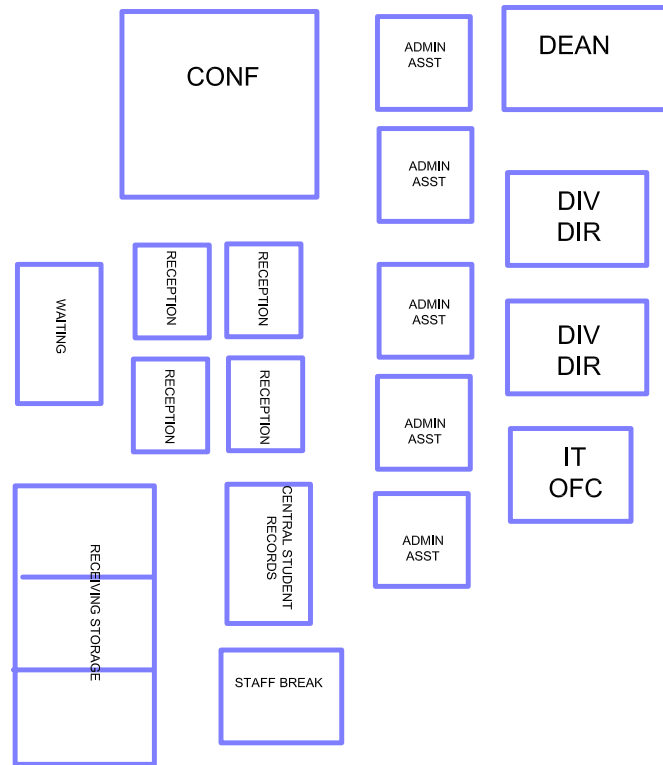 CONF
ADMIN
ASST
DEAN
ADMIN
ASST
DIV
DIR
WAITING
RECEPTION
RECEPTION
ADMIN
ASST
DIV
DIR
RECEPTION
RECEPTION
ADMIN
ASST
IT
OFC
RECEIVING STORAGE
CENTRAL STUDENT
RECORDS
ADMIN
ASST
STAFF BREAK